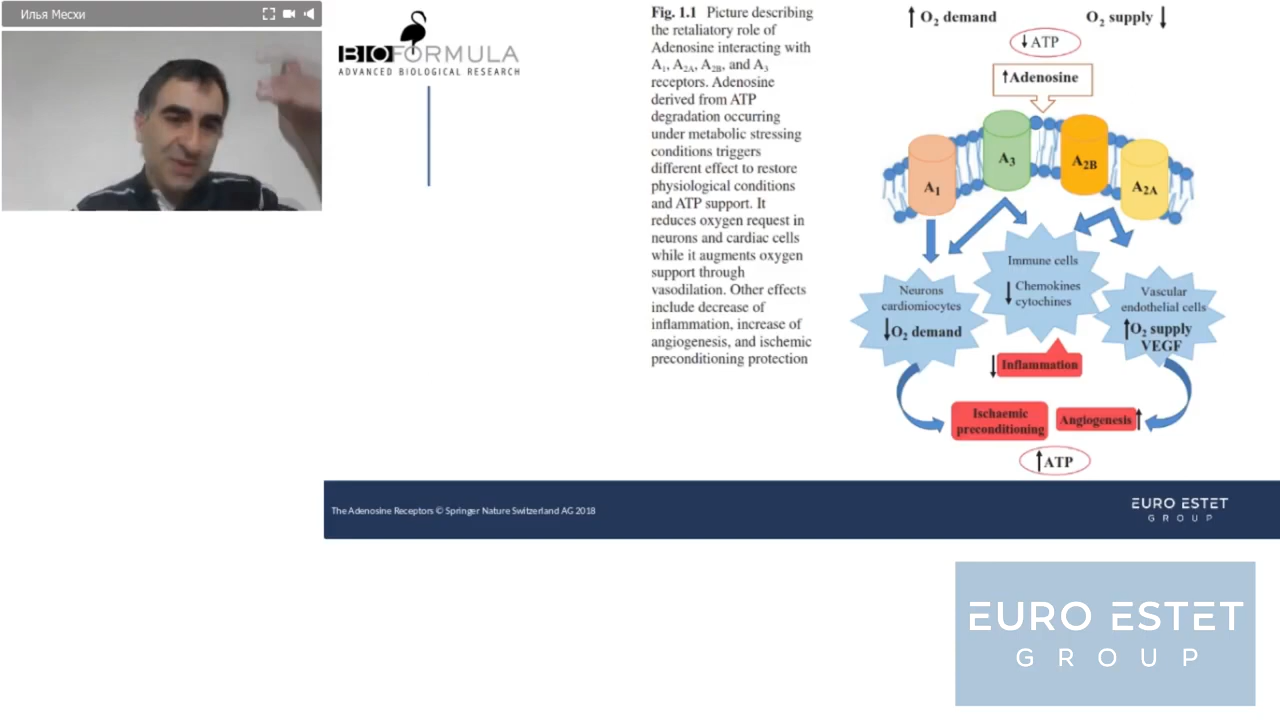 Илья Месхи
BIOFORMULA
ADVANCED BIOLOGICAL RESEARCH
Fig. 1.1 Picture describing
the retaliatory role of
Adenosine interacting with
A₁, A₂A, A₂B, and A₃
receptors. Adenosine
derived from ATP
degradation occurring
under metabolic stressing
conditions triggers
different effect to restore
physiological conditions
and ATP support. It
reduces oxygen request in
neurons and cardiac cells
while it augments oxygen
support through
vasodilation. Other effects
include decrease of
inflammation, increase of
angiogenesis, and ischemic
preconditioning protection
↑ O₂ demand
O₂ supply ↓
↓ATP
↑Adenosine
A₁
A₃
A₂B
A₂A
Neurons
cardiomiocytes
↓O₂ demand
Immune cells
↓ Chemokines
cytochines
Vascular
endothelial cells
↑O₂ supply
VEGF
↓ Inflammation
Ischaemic
preconditioning
Angiogenesis ↑
↑ATP
The Adenosine Receptors © Springer Nature Switzerland AG 2018
EURO ESTET
GROUP
EURO ESTET
GROUP